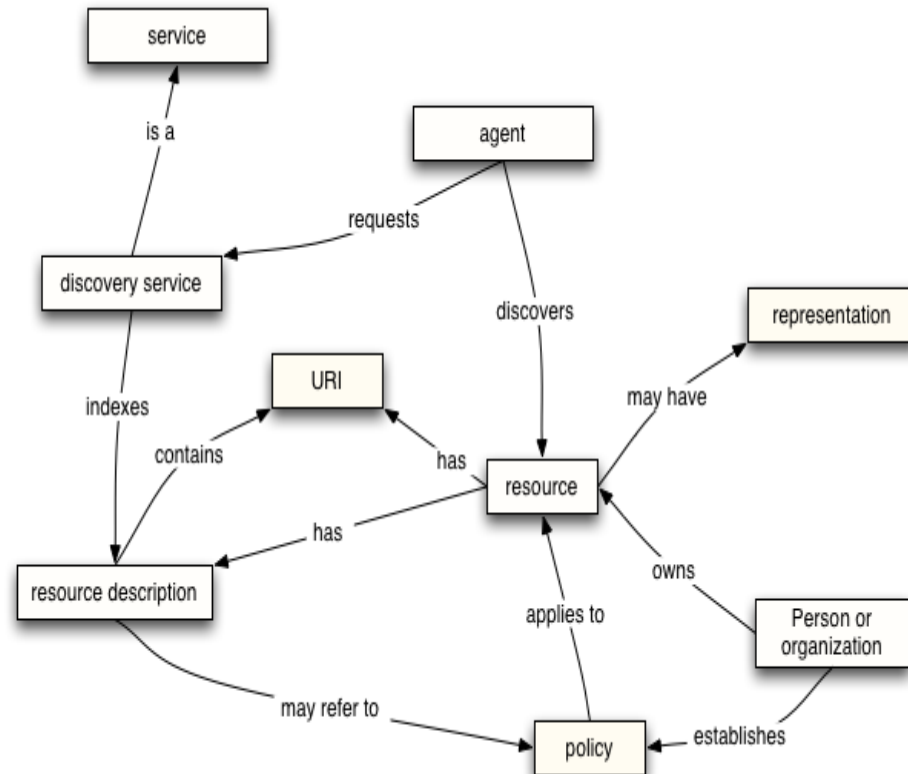 service
is a
agent
requests
discovery service
discovers
representation
URI
indexes
may have
contains
has
resource
has
resource description
owns
applies to
Person or
organization
may refer to
establishes
policy